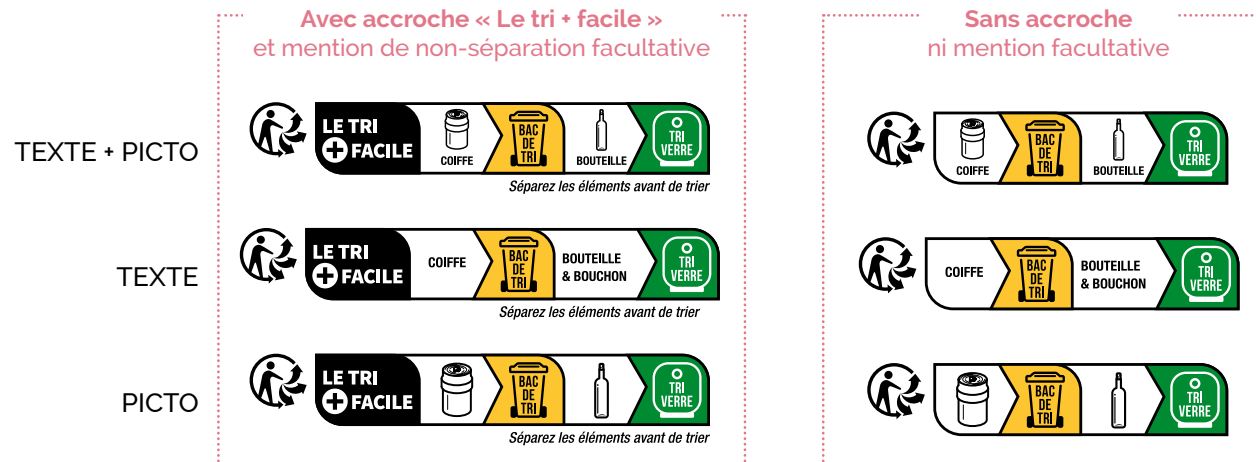 Avec accroche « Le tri + facile »
et mention de non-séparation facultative
Sans accroche
ni mention facultative
TEXTE + PICTO
LE TRI
+ FACILE
COIFFE
BAC
DE
TRI
BOUTEILLE
TRI
VERRE
Séparez les éléments avant de trier
COIFFE
BAC
DE
TRI
BOUTEILLE
TRI
VERRE
TEXTE
LE TRI
+ FACILE
COIFFE
BAC
DE
TRI
BOUTEILLE
& BOUCHON
TRI
VERRE
Séparez les éléments avant de trier
COIFFE
BAC
DE
TRI
BOUTEILLE
& BOUCHON
TRI
VERRE
PICTO
LE TRI
+ FACILE
BAC
DE
TRI
TRI
VERRE
Séparez les éléments avant de trier
BAC
DE
TRI
TRI
VERRE